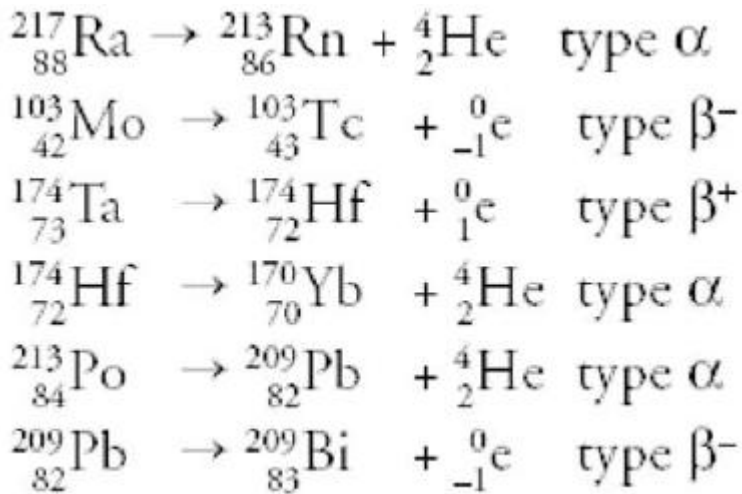 ²¹⁷₈₈Ra → ²¹³₈₆Rn + ⁴₂He type α
¹⁰³₄₂Mo → ¹⁰³₄₃Tc + ⁰₋₁e type β⁻
¹⁷⁴₇₃Ta → ¹⁷⁴₇₂Hf + ⁰₁e type β⁺
¹⁷⁴₇₂Hf → ¹⁷⁰₇₀Yb + ⁴₂He type α
²¹³₈₄Po → ²⁰⁹₈₂Pb + ⁴₂He type α
²⁰⁹₈₂Pb → ²⁰⁹₈₃Bi + ⁰₋₁e type β⁻